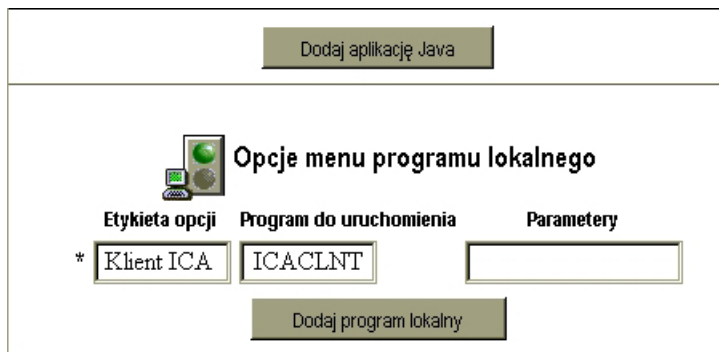 Dodaj aplikację Java
Opcje menu programu lokalnego
Etykieta opcji Program do uruchomienia Parametery
* Klient ICA ICACLNT
Dodaj program lokalny